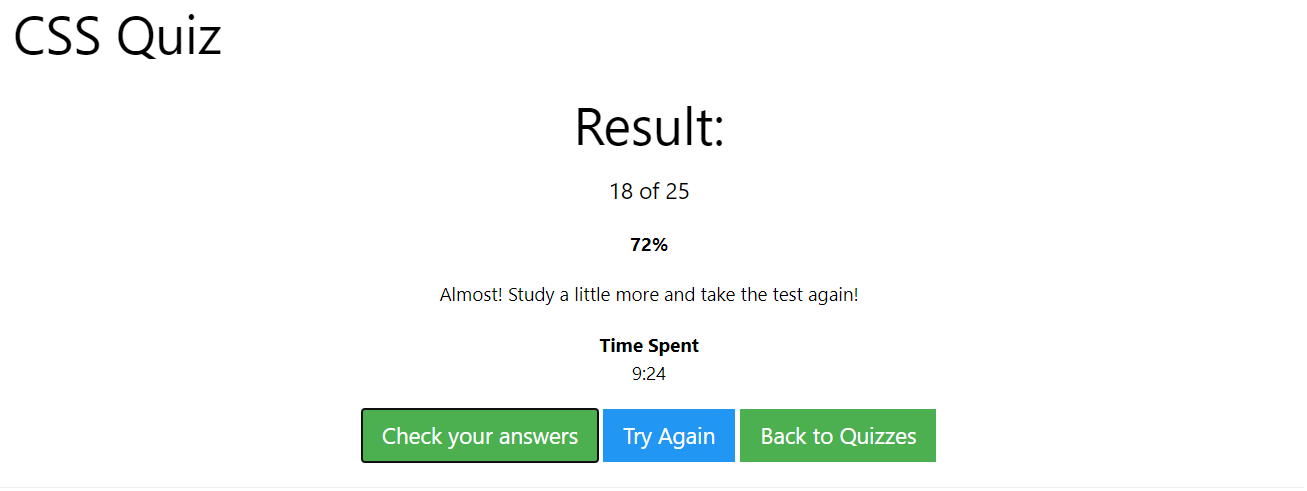 CSS Quiz
Result:
18 of 25
72%
Almost! Study a little more and take the test again!
Time Spent
9:24
Check your answers
Try Again
Back to Quizzes